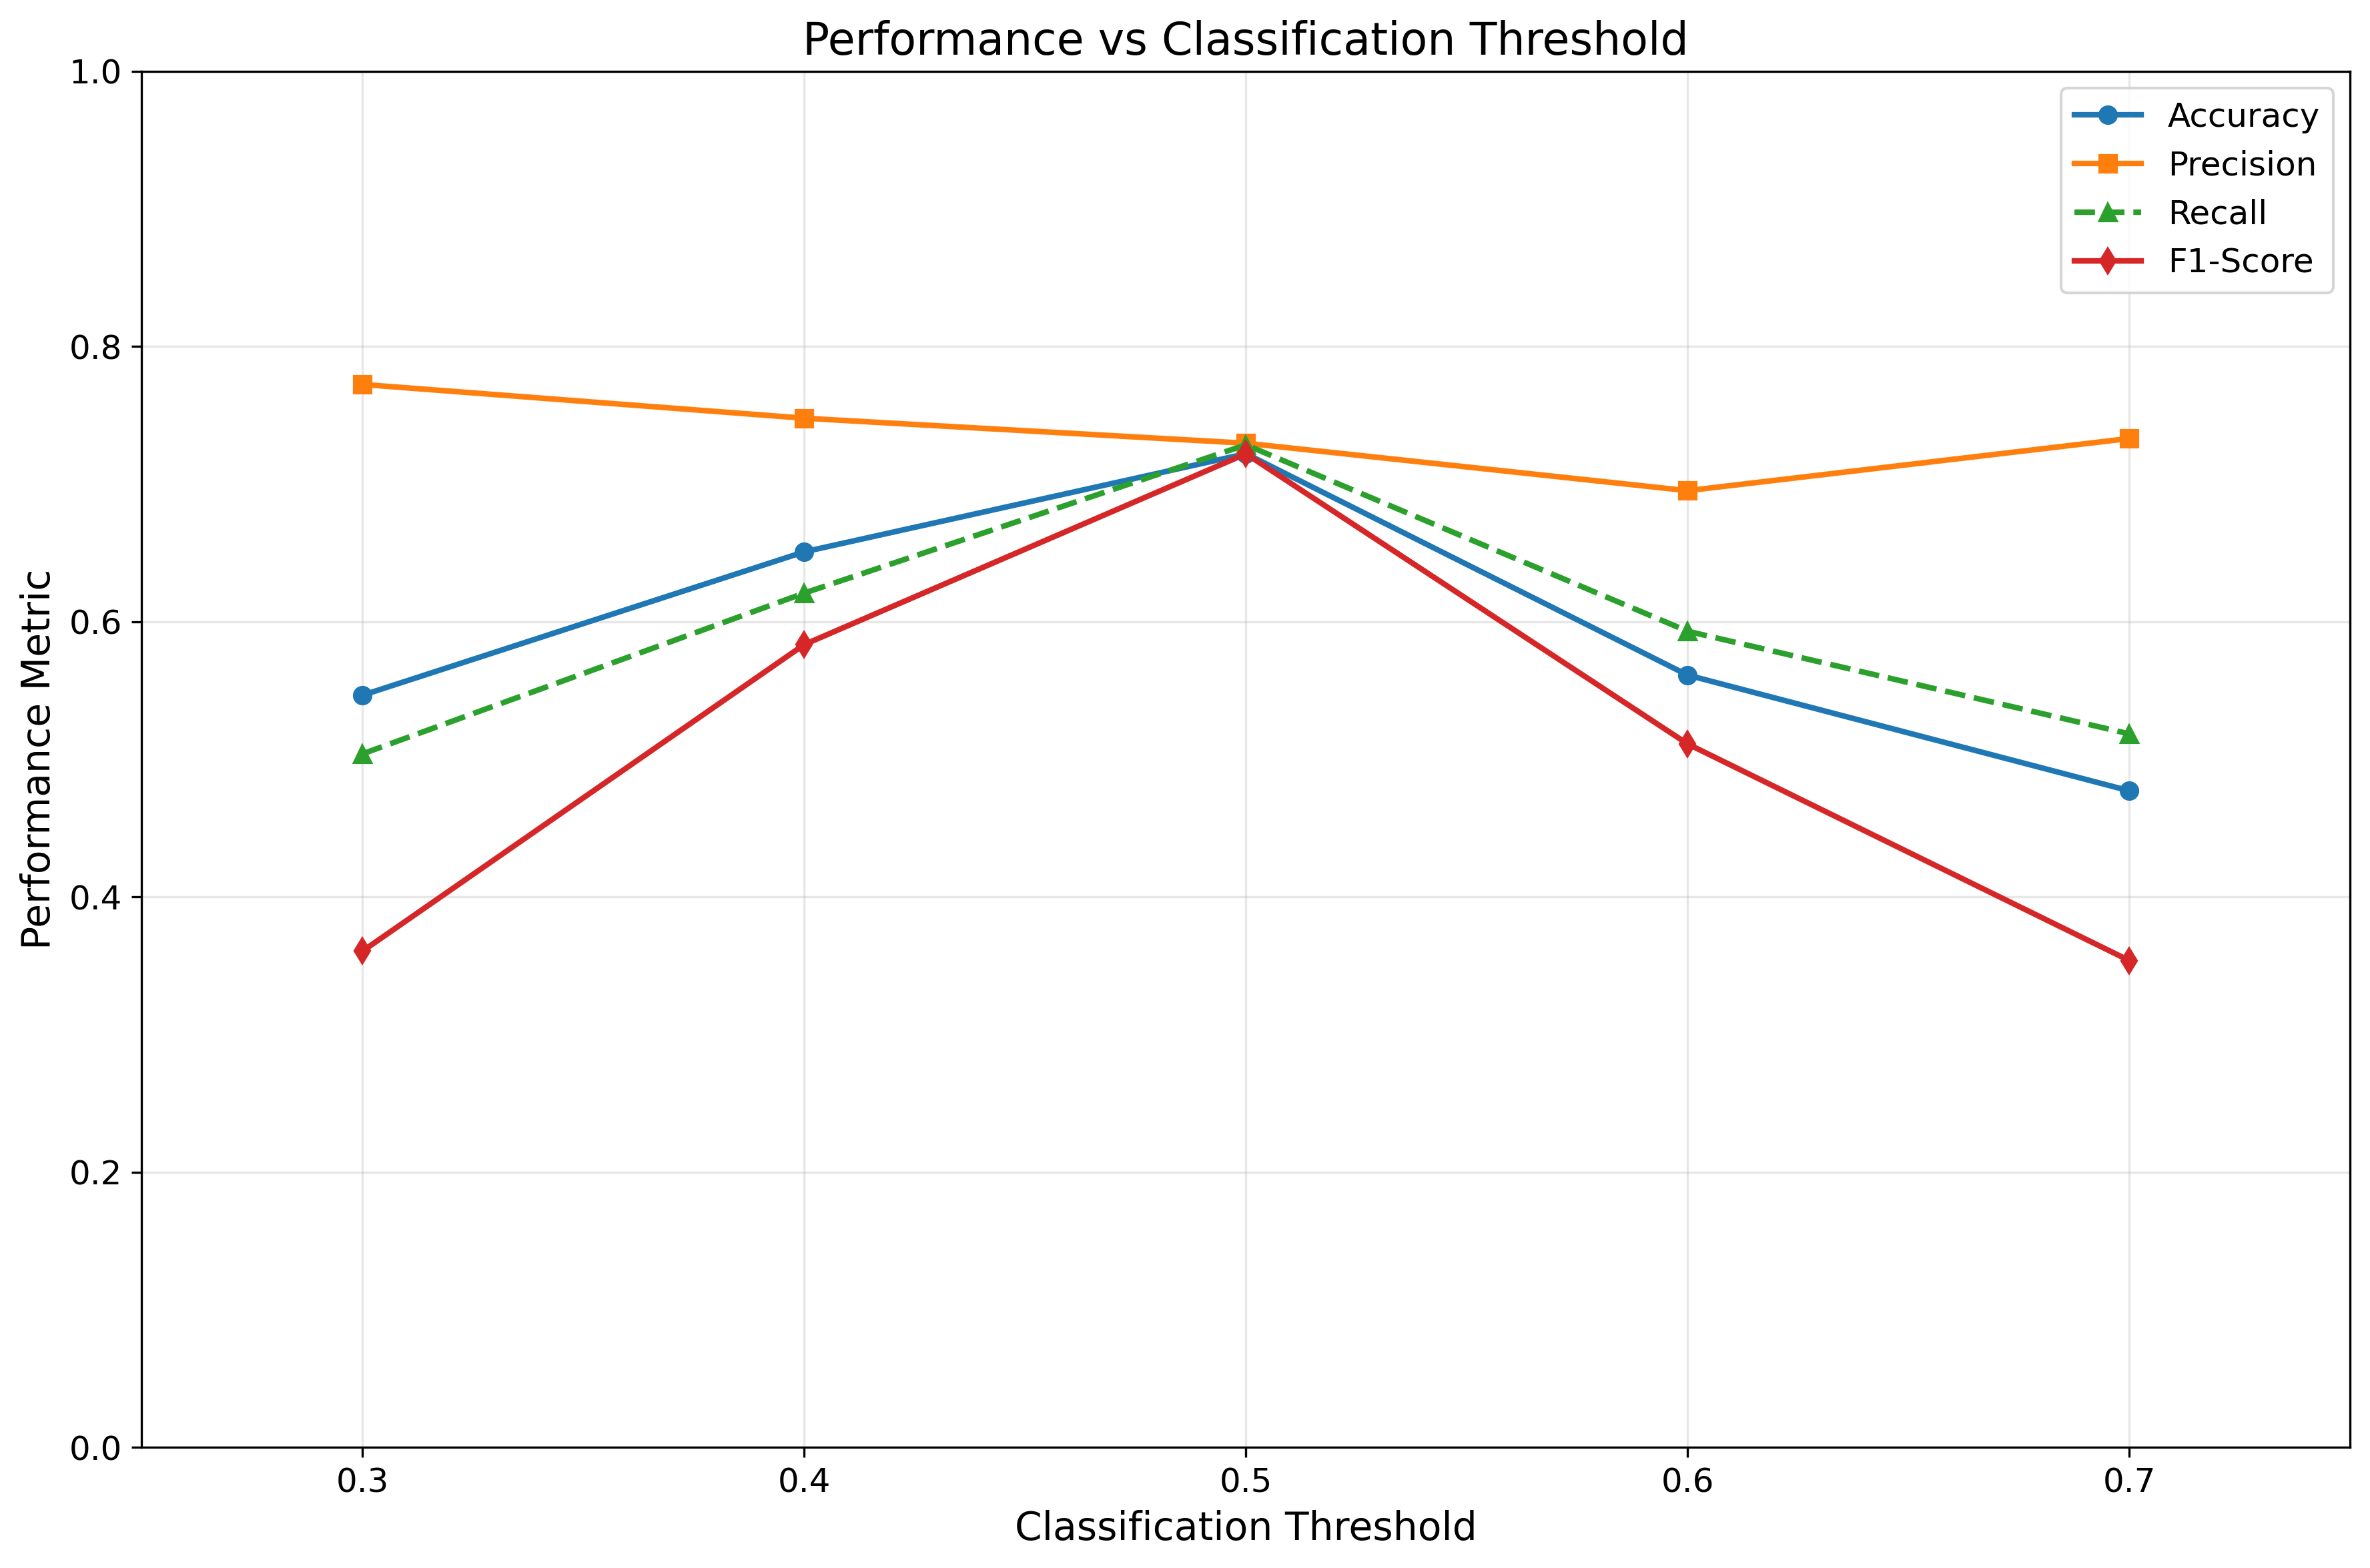 Performance vs Classification Threshold
1.0
0.8
0.6
0.4
0.2
0.0
Performance Metric
Accuracy
Precision
Recall
F1-Score
0.3 0.4 0.5 0.6 0.7
Classification Threshold